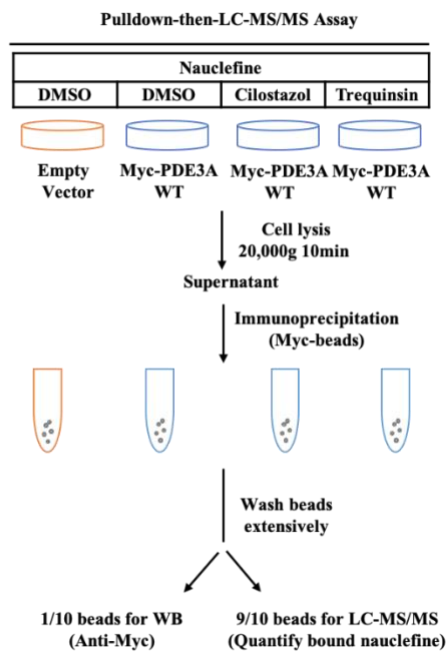 Pulldown-then-LC-MS/MS Assay
Nauclefine
DMSO DMSO Cilostazol Trequinsin
Empty Myc-PDE3A Myc-PDE3A Myc-PDE3A
Vector WT WT WT
Cell lysis
20,000g 10min
Supernatant
Immunoprecipitation
(Myc-beads)
Wash beads
extensively
1/10 beads for WB 9/10 beads for LC-MS/MS
(Anti-Myc) (Quantify bound nauclefine)